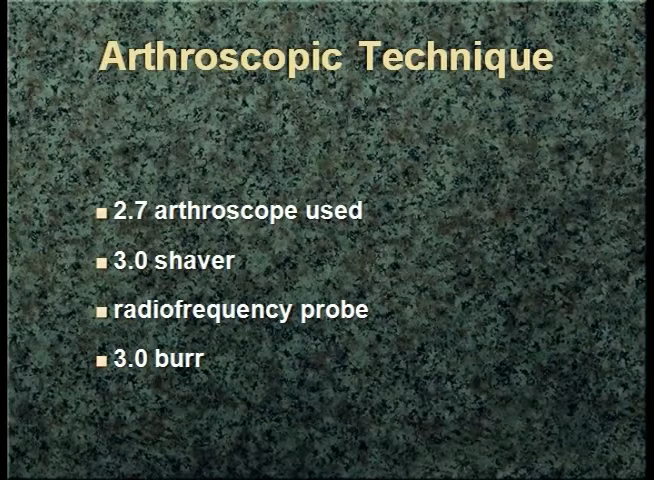 Arthroscopic Technique
2.7 arthroscope used
3.0 shaver
radiofrequency probe
3.0 burr